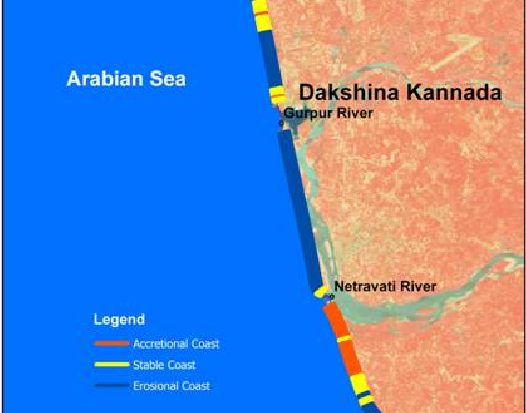 Arabian Sea
Dakshina Kannada
Gurpur River
Netravati River
Legend
Accretional Coast
Stable Coast
Erosional Coast